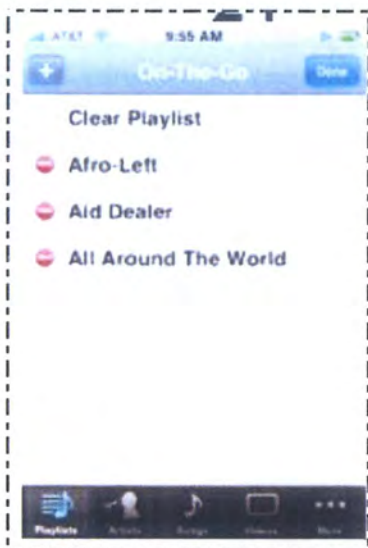 AT&T 9:55 AM
+ On-The-Go Done
Clear Playlist
Afro-Left
Aid Dealer
All Around The World
Playlists Artists Songs Videos More